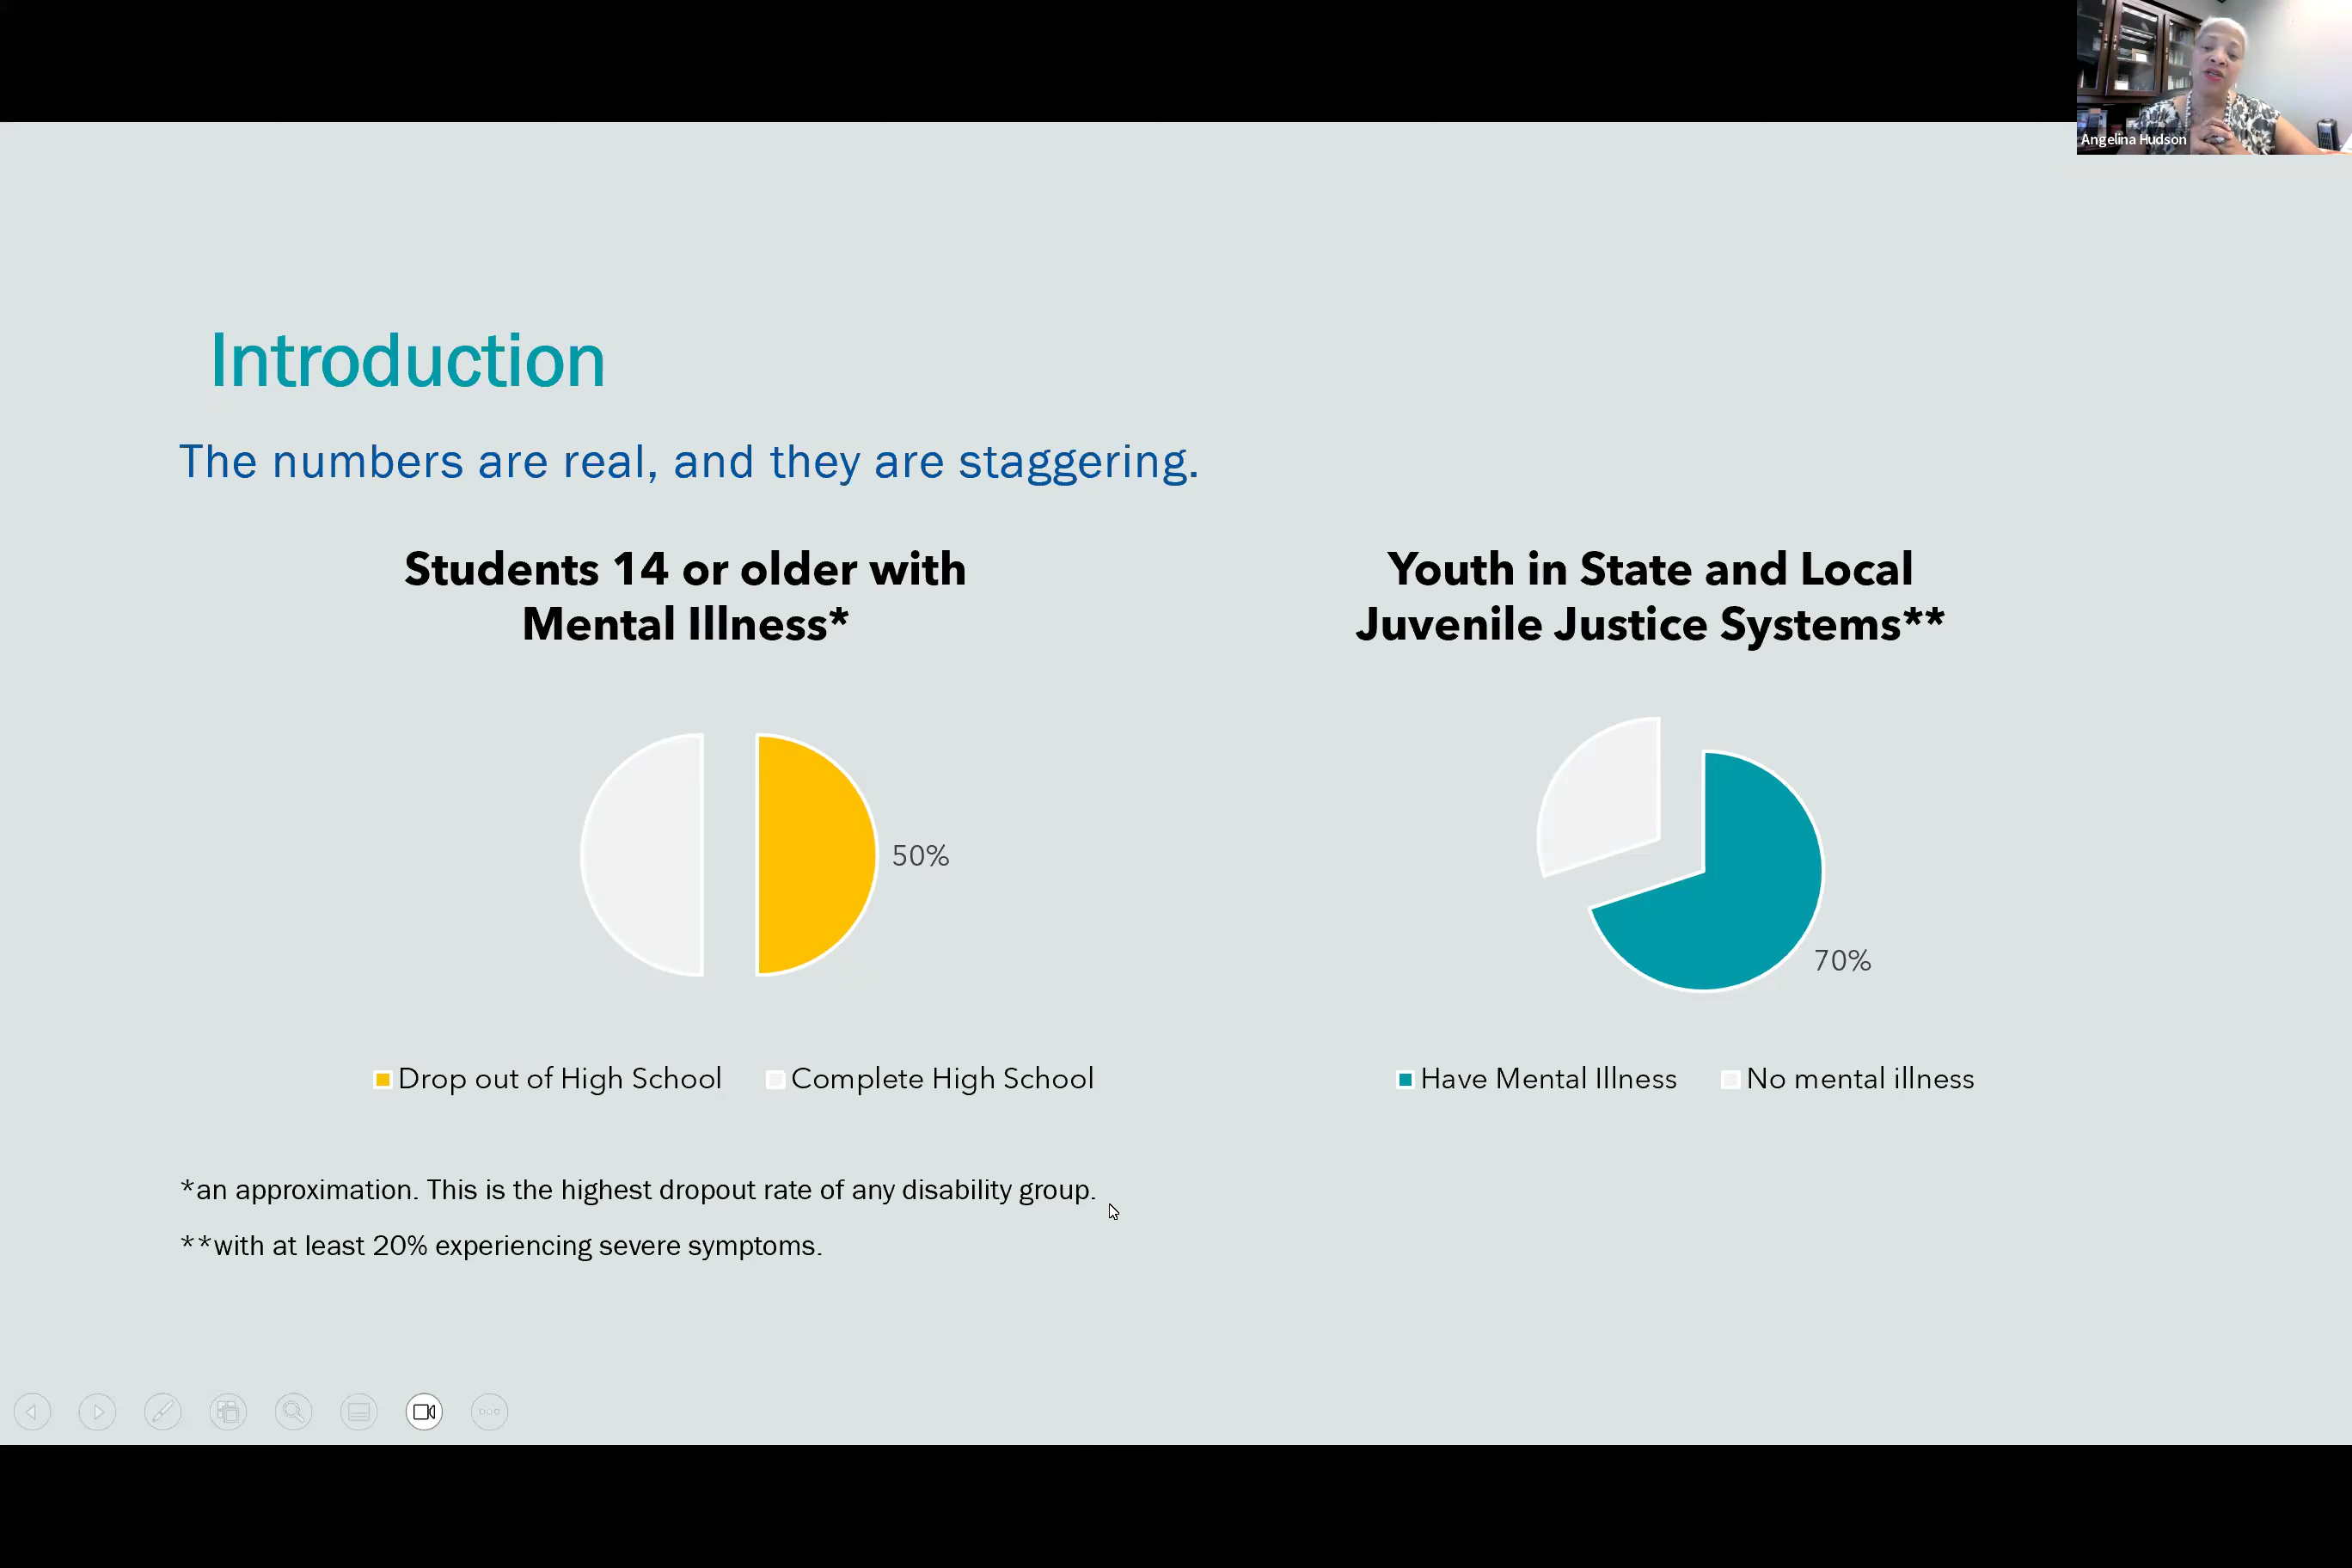 Angelina Hudson
Introduction
The numbers are real, and they are staggering.
Students 14 or older with
Mental Illness*
50%
Drop out of High School
Complete High School
Youth in State and Local
Juvenile Justice Systems**
70%
Have Mental Illness
No mental illness
*an approximation. This is the highest dropout rate of any disability group.
**with at least 20% experiencing severe symptoms.